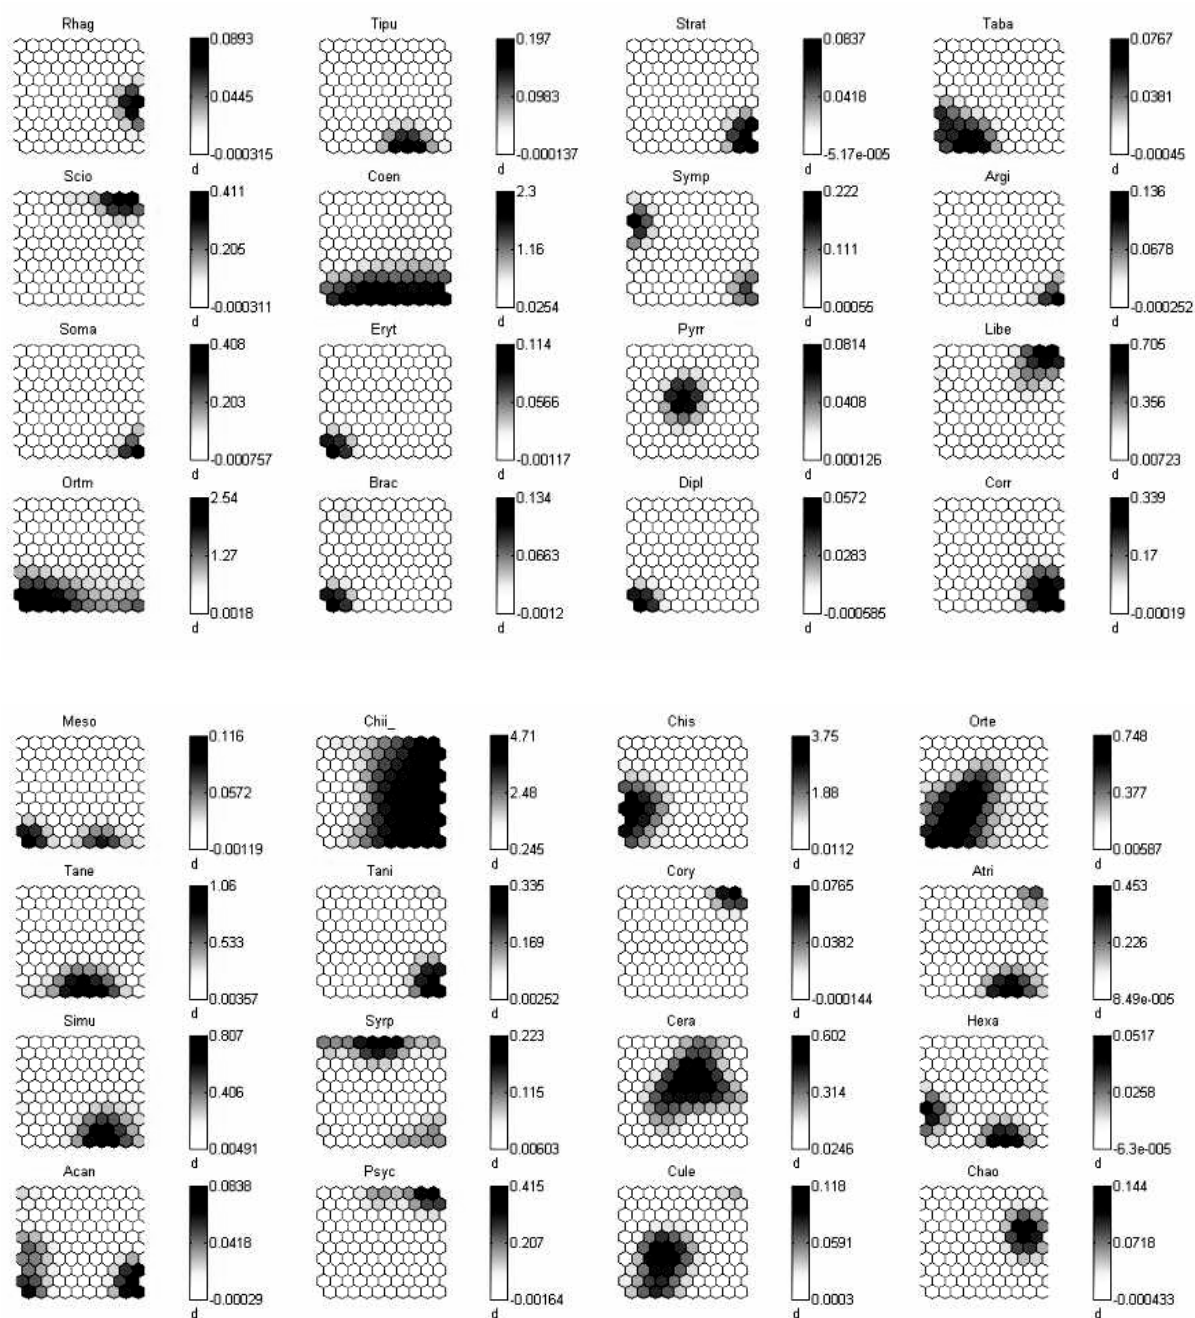 Rhag Tipu Strat Taba
0.0893 0.197 0.0837 0.0767
0.0445 0.0983 0.0418 0.0381
-0.000315 -0.000137 -5.17e-005 -0.00045
d d d d
Scio Coen Symp Argi
0.411 2.3 0.222 0.136
0.205 1.16 0.111 0.0678
-0.000311 0.0254 0.00055 -0.000252
d d d d
Soma Eryt Pyrr Libe
0.408 0.114 0.0814 0.705
0.203 0.0566 0.0408 0.356
-0.000757 -0.00117 0.000126 0.00723
d d d d
Ortm Brac Dipl Corr
2.54 0.134 0.0572 0.339
1.27 0.0663 0.0283 0.17
0.0018 -0.0012 -0.000585 -0.00019
d d d d
Meso Chii_ Chis Orte
0.116 4.71 3.75 0.748
0.0572 2.48 1.88 0.377
-0.00119 0.245 0.0112 0.00587
d d d d
Tane Tani Cory Atri
1.06 0.335 0.0765 0.453
0.533 0.169 0.0382 0.226
0.00357 0.00252 -0.000144 8.49e-005
d d d d
Simu Syrp Cera Hexa
0.807 0.223 0.602 0.0517
0.406 0.115 0.314 0.0258
0.00491 0.00603 0.0246 -6.3e-005
d d d d
Acan Psyc Cule Chao
0.0838 0.415 0.118 0.144
0.0418 0.207 0.0591 0.0718
-0.00029 -0.00164 0.0003 -0.000433
d d d d